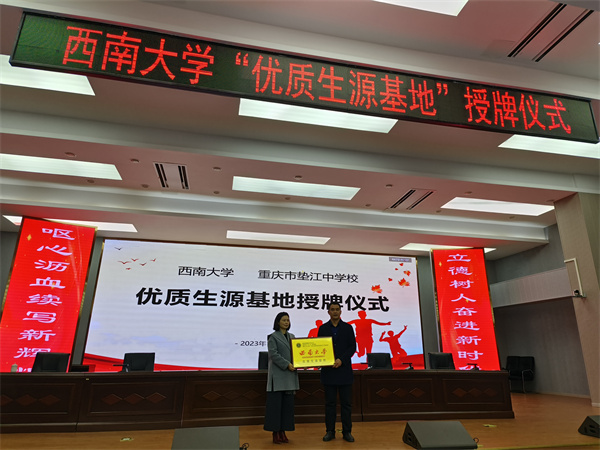 西南大学“优质生源基地”授牌仪式
西南大学 重庆市垫江中学校
优质生源基地授牌仪式
- 2023年
呕心沥血续写新辉
立德树人奋进新时
西南大学